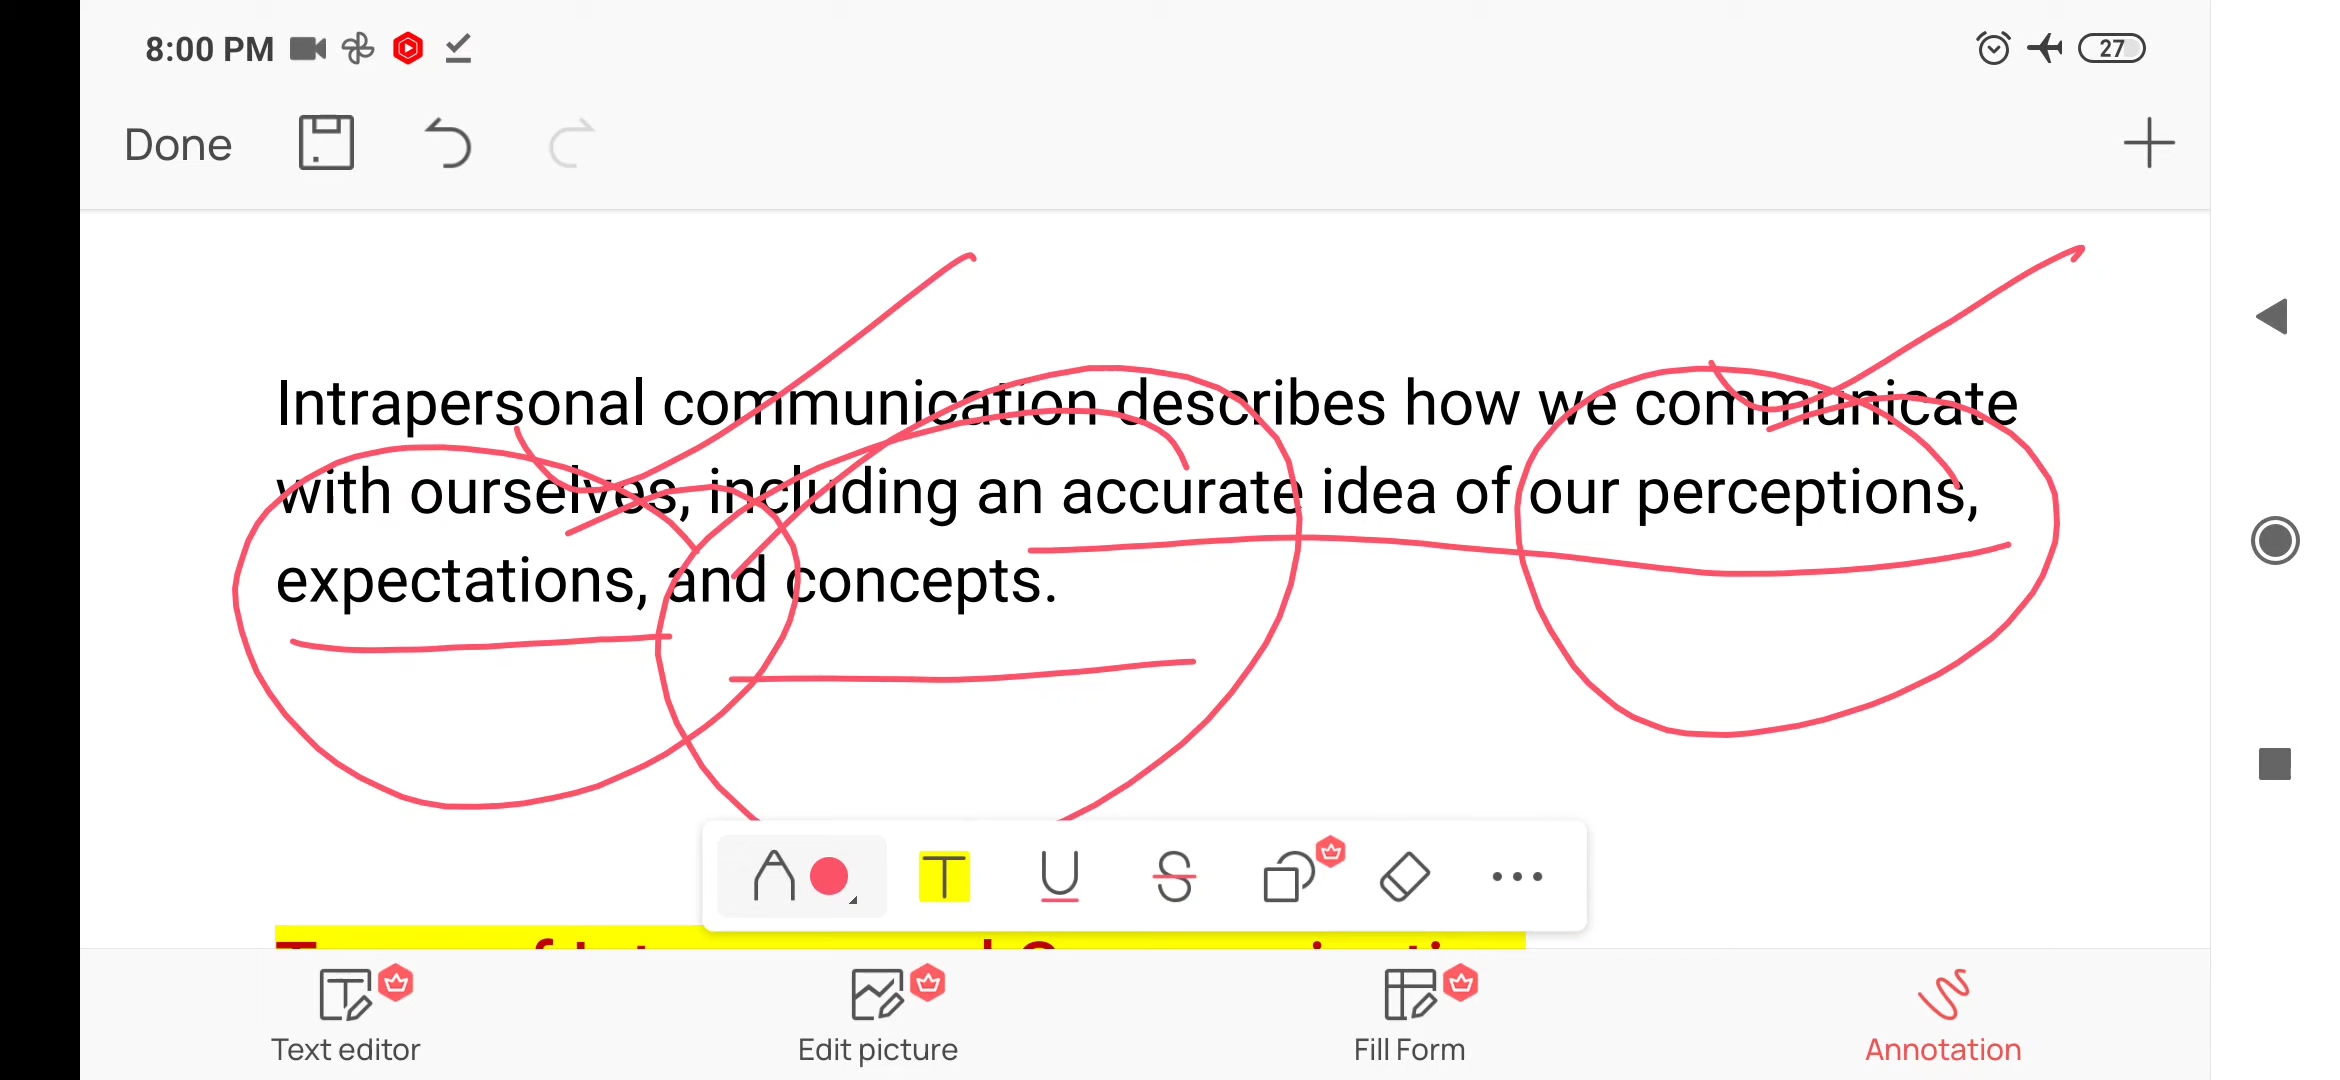 8:00 PM
27
Done
Intrapersonal communication describes how we communicate
with ourselves, including an accurate idea of our perceptions,
expectations, and concepts.
T
U
S
Text editor
Edit picture
Fill Form
Annotation